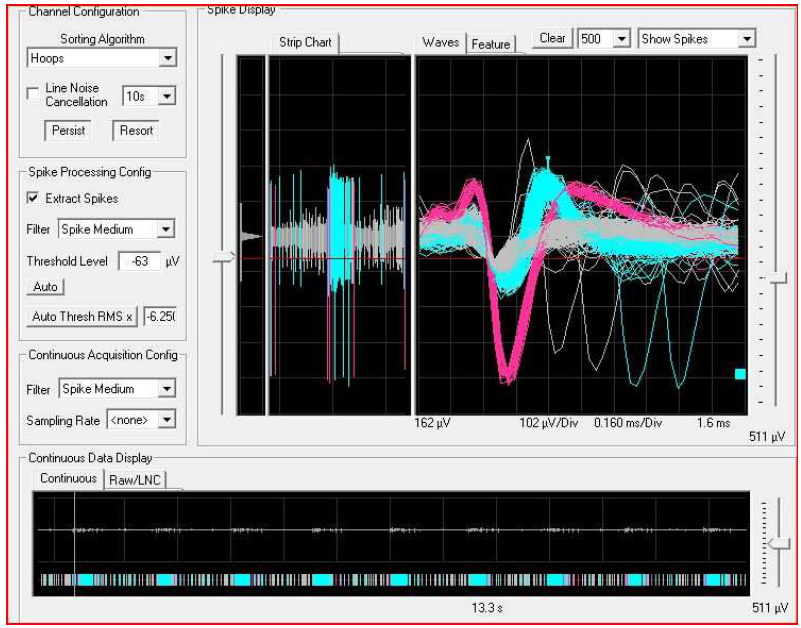 Channel Configuration
Sorting Algorithm
Hoops
Line Noise
Cancellation
10s
Persist
Resort
Spike Processing Config
Extract Spikes
Filter
Spike Medium
Threshold Level
-63
µV
Auto
Auto Thresh RMS x
-6.250
Continuous Acquisition Config
Filter
Spike Medium
Sampling Rate
<none>
Spike Display
Strip Chart
Waves
Feature
Clear
500
Show Spikes
162 µV
102 µV/Div
0.160 ms/Div
1.6 ms
511 µV
Continuous Data Display
Continuous
Raw/LNC
13.3 s
511 µV